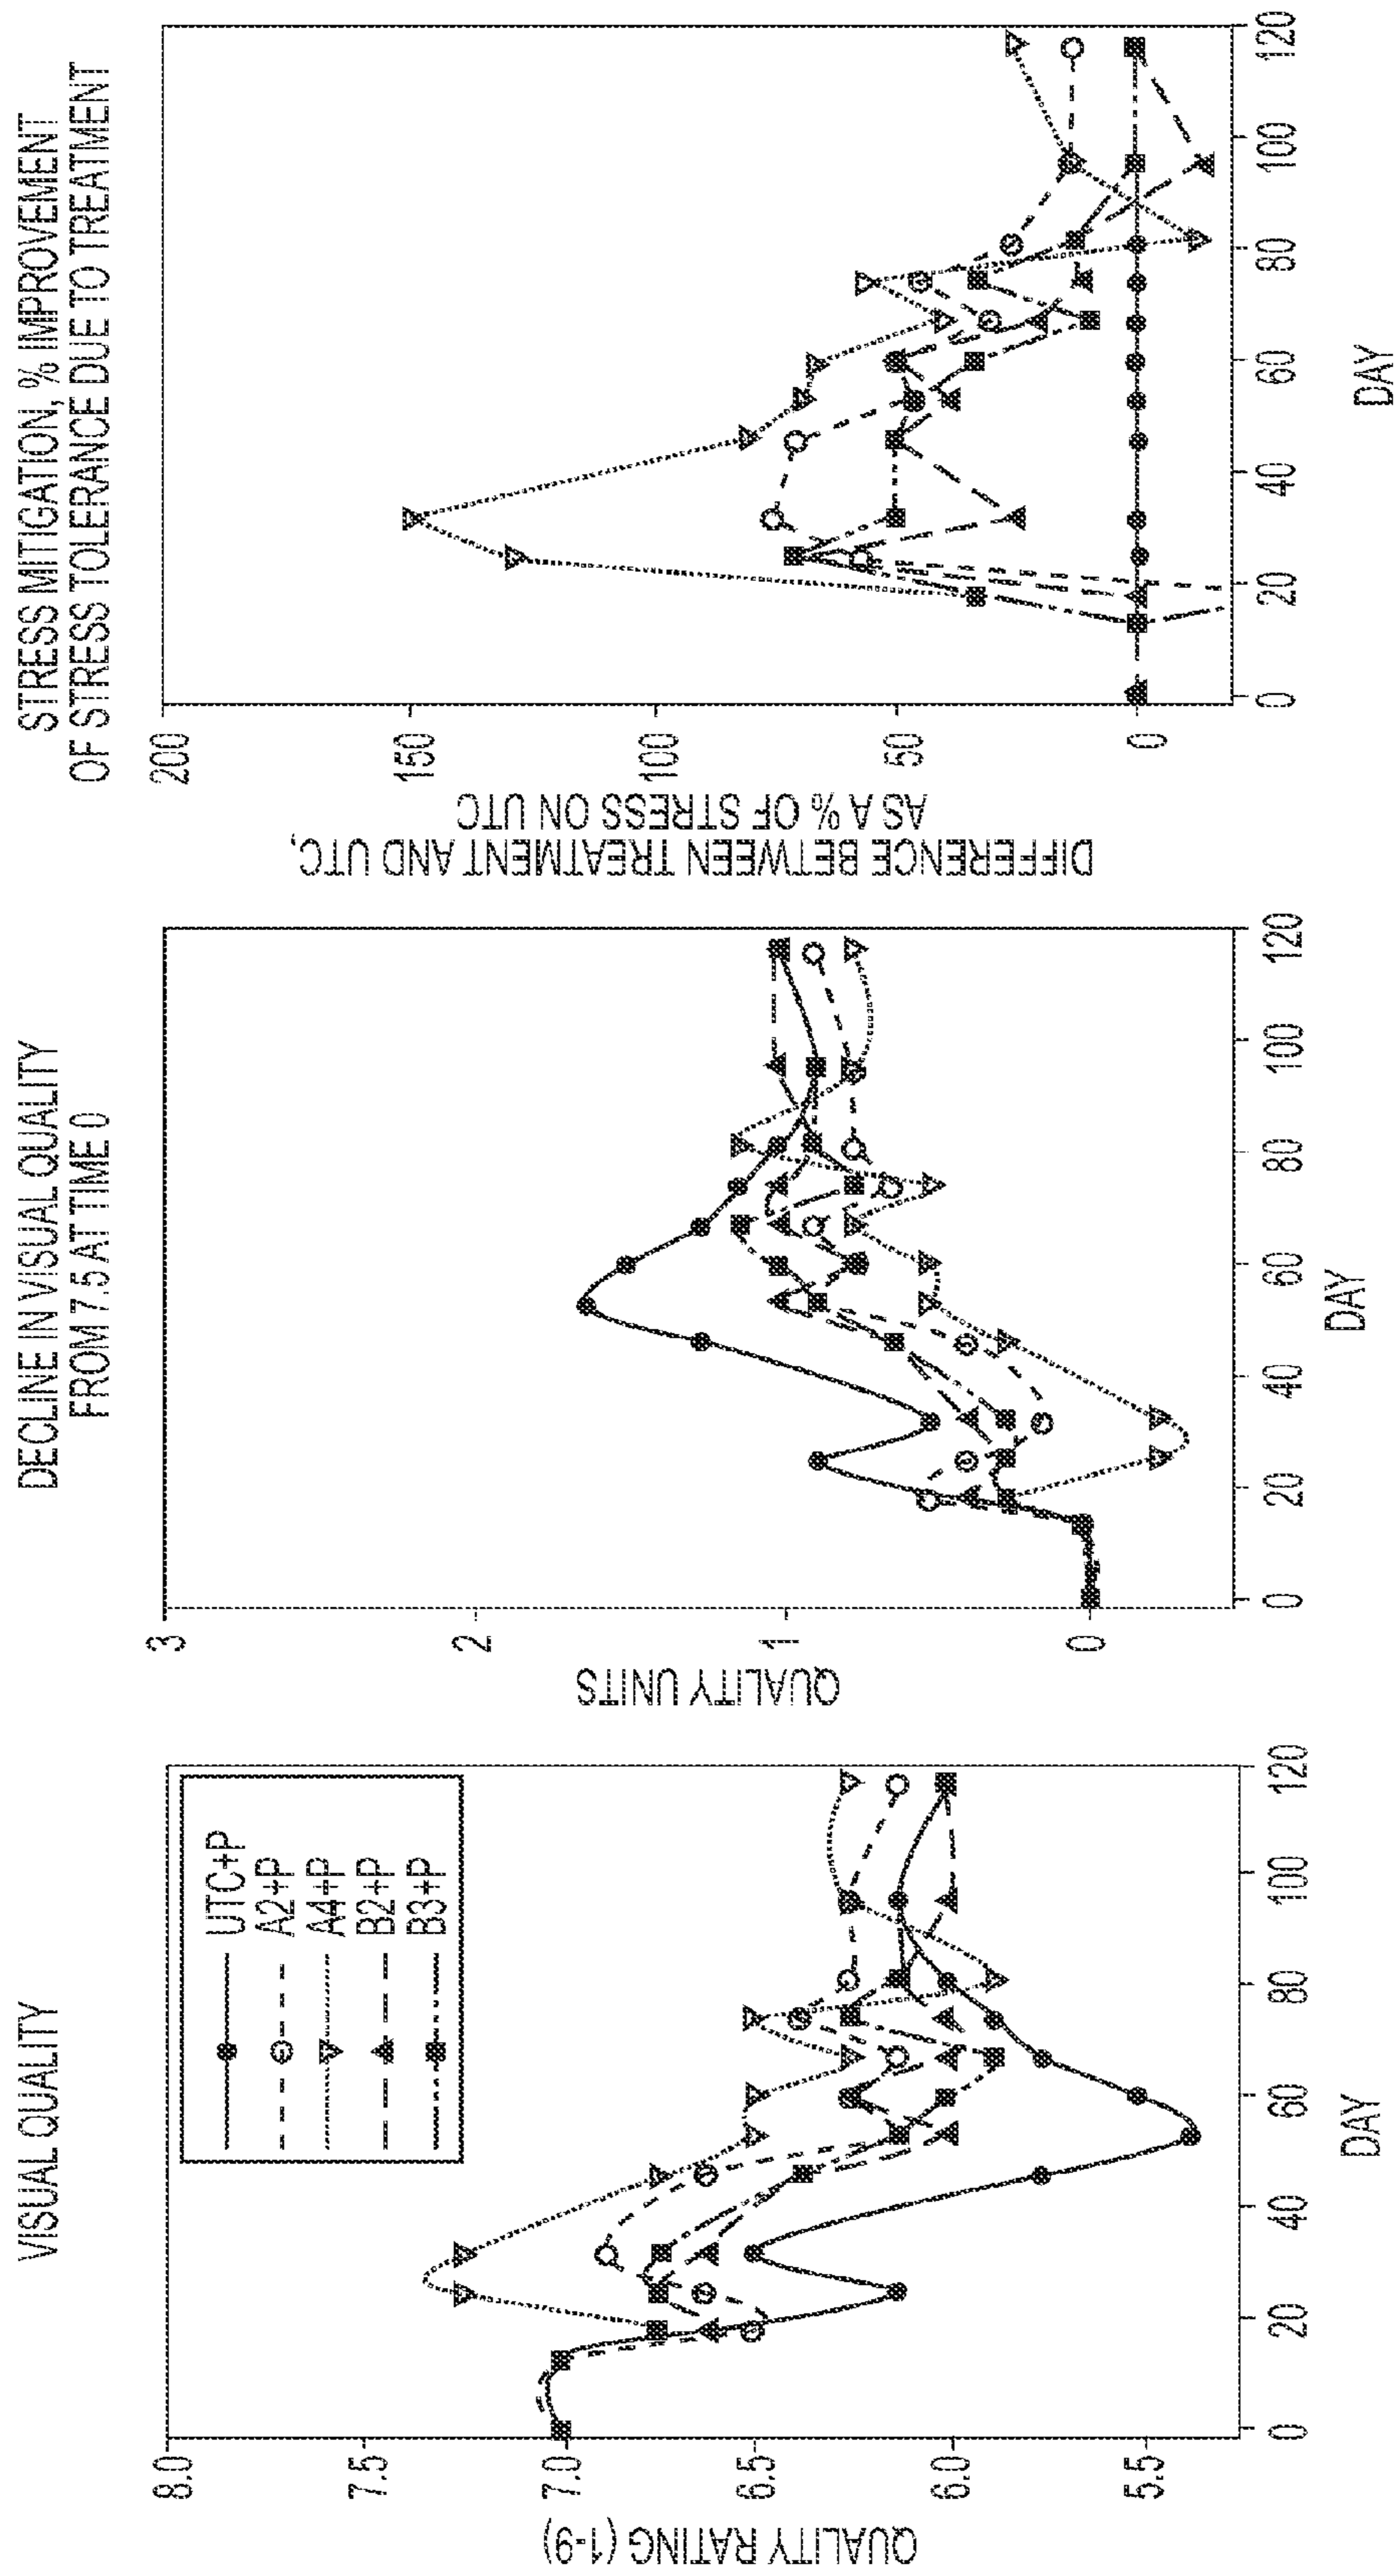 VISUAL QUALITY
QUALITY RATING (1-9)
8.0
7.5
7.0
6.5
6.0
5.5
UTC+P
A2+P
A4+P
B2+P
B3+P
0 20 40 60 80 100 120
DAY
DECLINE IN VISUAL QUALITY
FROM 7.5 AT TIME 0
QUALITY UNITS
3
2
1
0
0 20 40 60 80 100 120
DAY
STRESS MITIGATION, % IMPROVEMENT
OF STRESS TOLERANCE DUE TO TREATMENT
DIFFERENCE BETWEEN TREATMENT AND UTC,
AS A % OF STRESS ON UTC
200
150
100
50
0
0 20 40 60 80 100 120
DAY